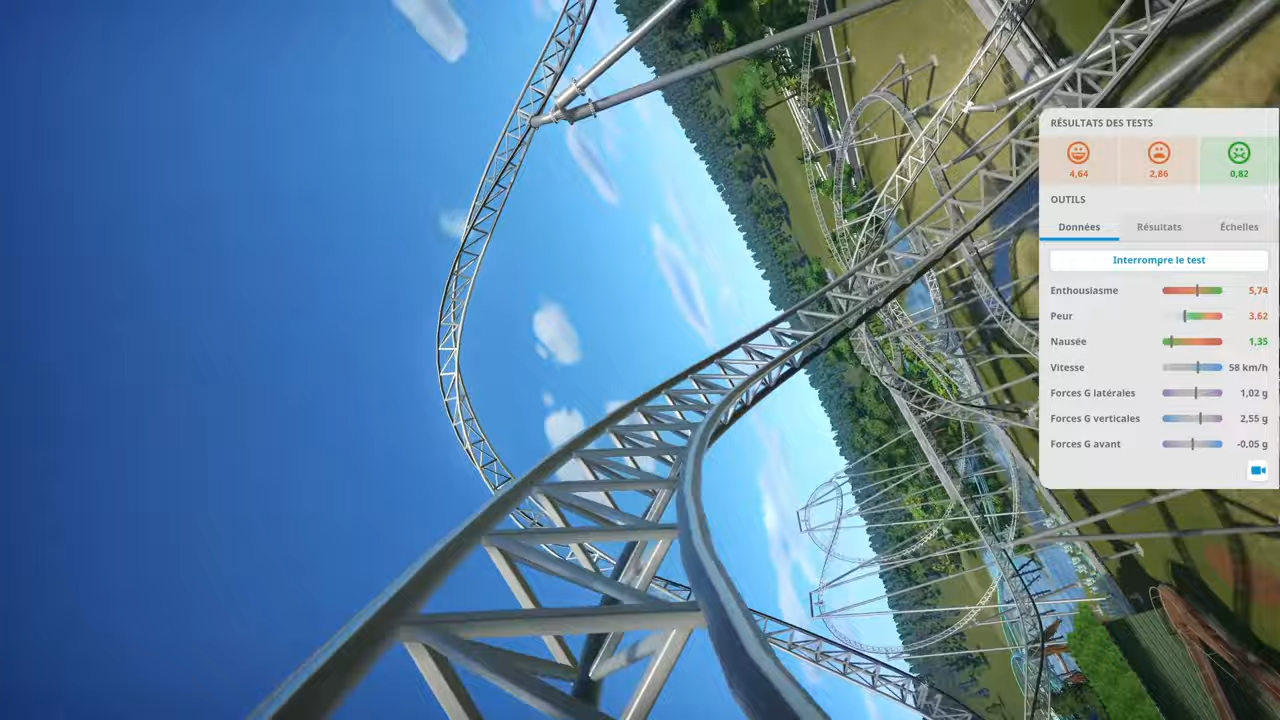 RÉSULTATS DES TESTS
4,64 2,86 0,82
OUTILS
Données Résultats Échelles
Interrompre le test
Enthousiasme 5,74
Peur 3,62
Nausée 1,35
Vitesse 58 km/h
Forces G latérales 1,02 g
Forces G verticales 2,55 g
Forces G avant -0,05 g